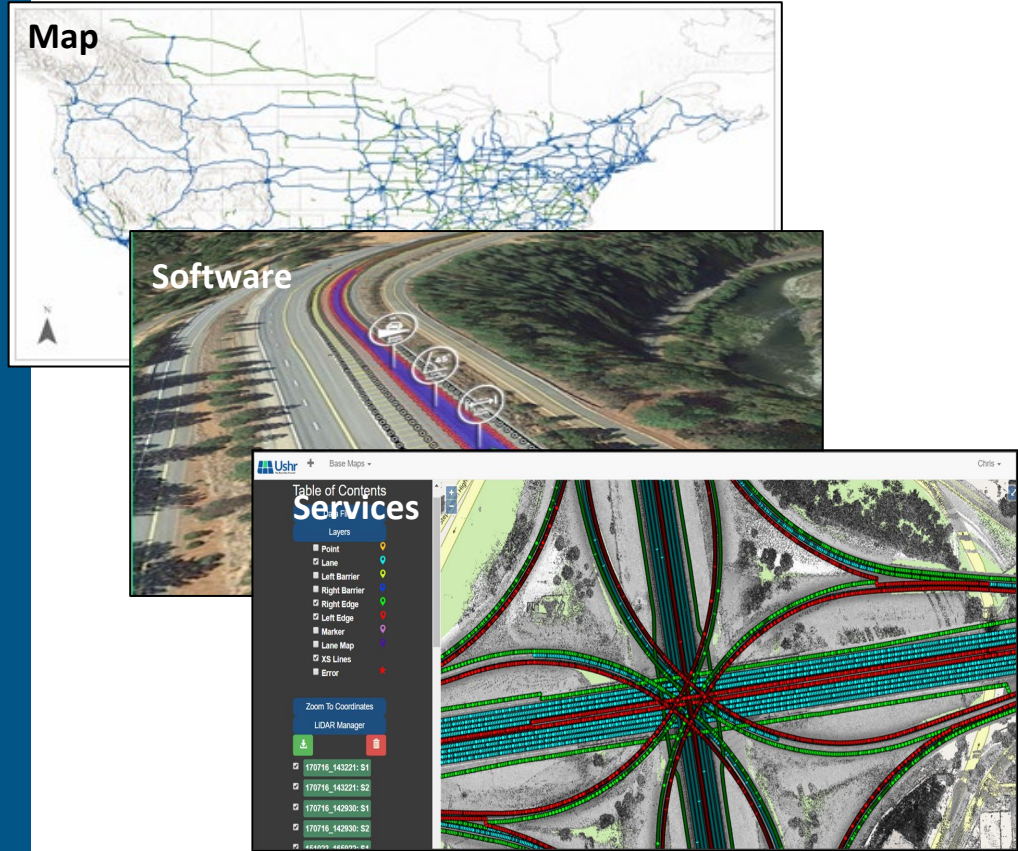 Map
N
Software
45
Ushr
Base Maps
Chris
Table of Contents
Services
Layers
Point
Lane
Left Barrier
Right Barrier
Right Edge
Left Edge
Marker
Lane Map
XS Lines
Error
Zoom To Coordinates
LiDAR Manager
170716_143221: S1
170716_143221: S2
170716_142930: S1
170716_142930: S2